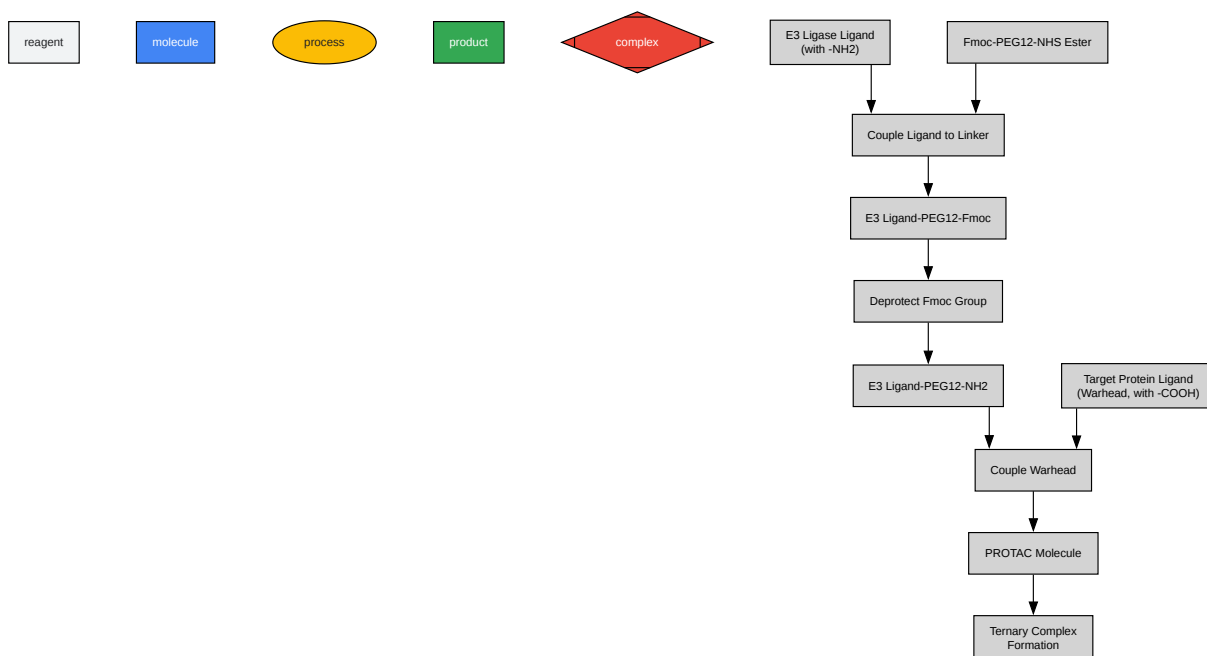 reagent
molecule
process
product
complex
E3 Ligase Ligand
(with -NH2)
Fmoc-PEG12-NHS Ester
Couple Ligand to Linker
E3 Ligand-PEG12-Fmoc
Deprotect Fmoc Group
E3 Ligand-PEG12-NH2
Target Protein Ligand
(Warhead, with -COOH)
Couple Warhead
PROTAC Molecule
Ternary Complex
Formation